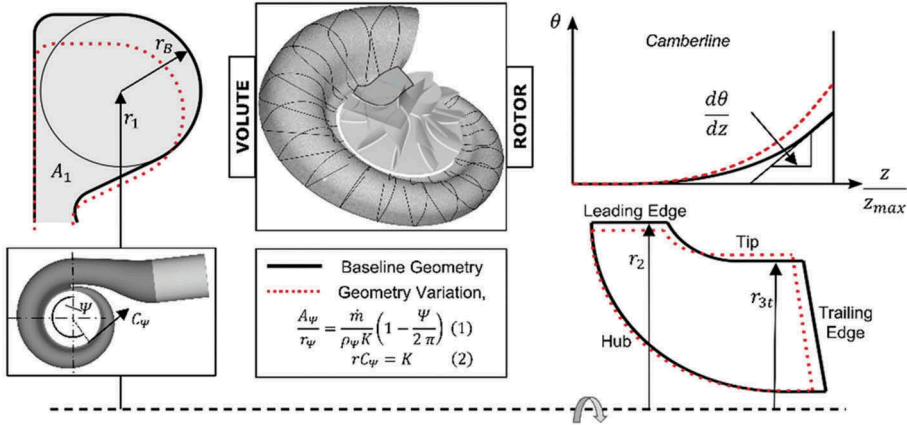 r_B
r_1
A_1
Ψ
C_Ψ
VOLUTE
ROTOR
Baseline Geometry
Geometry Variation,
A_Ψ/r_Ψ = ṁ/(ρ_Ψ K) (1 − Ψ/(2 π)) (1)
rC_Ψ = K (2)
θ
Camberline
dθ/dz
z/z_max
Leading Edge
Tip
r_2
r_3t
Trailing
Edge
Hub